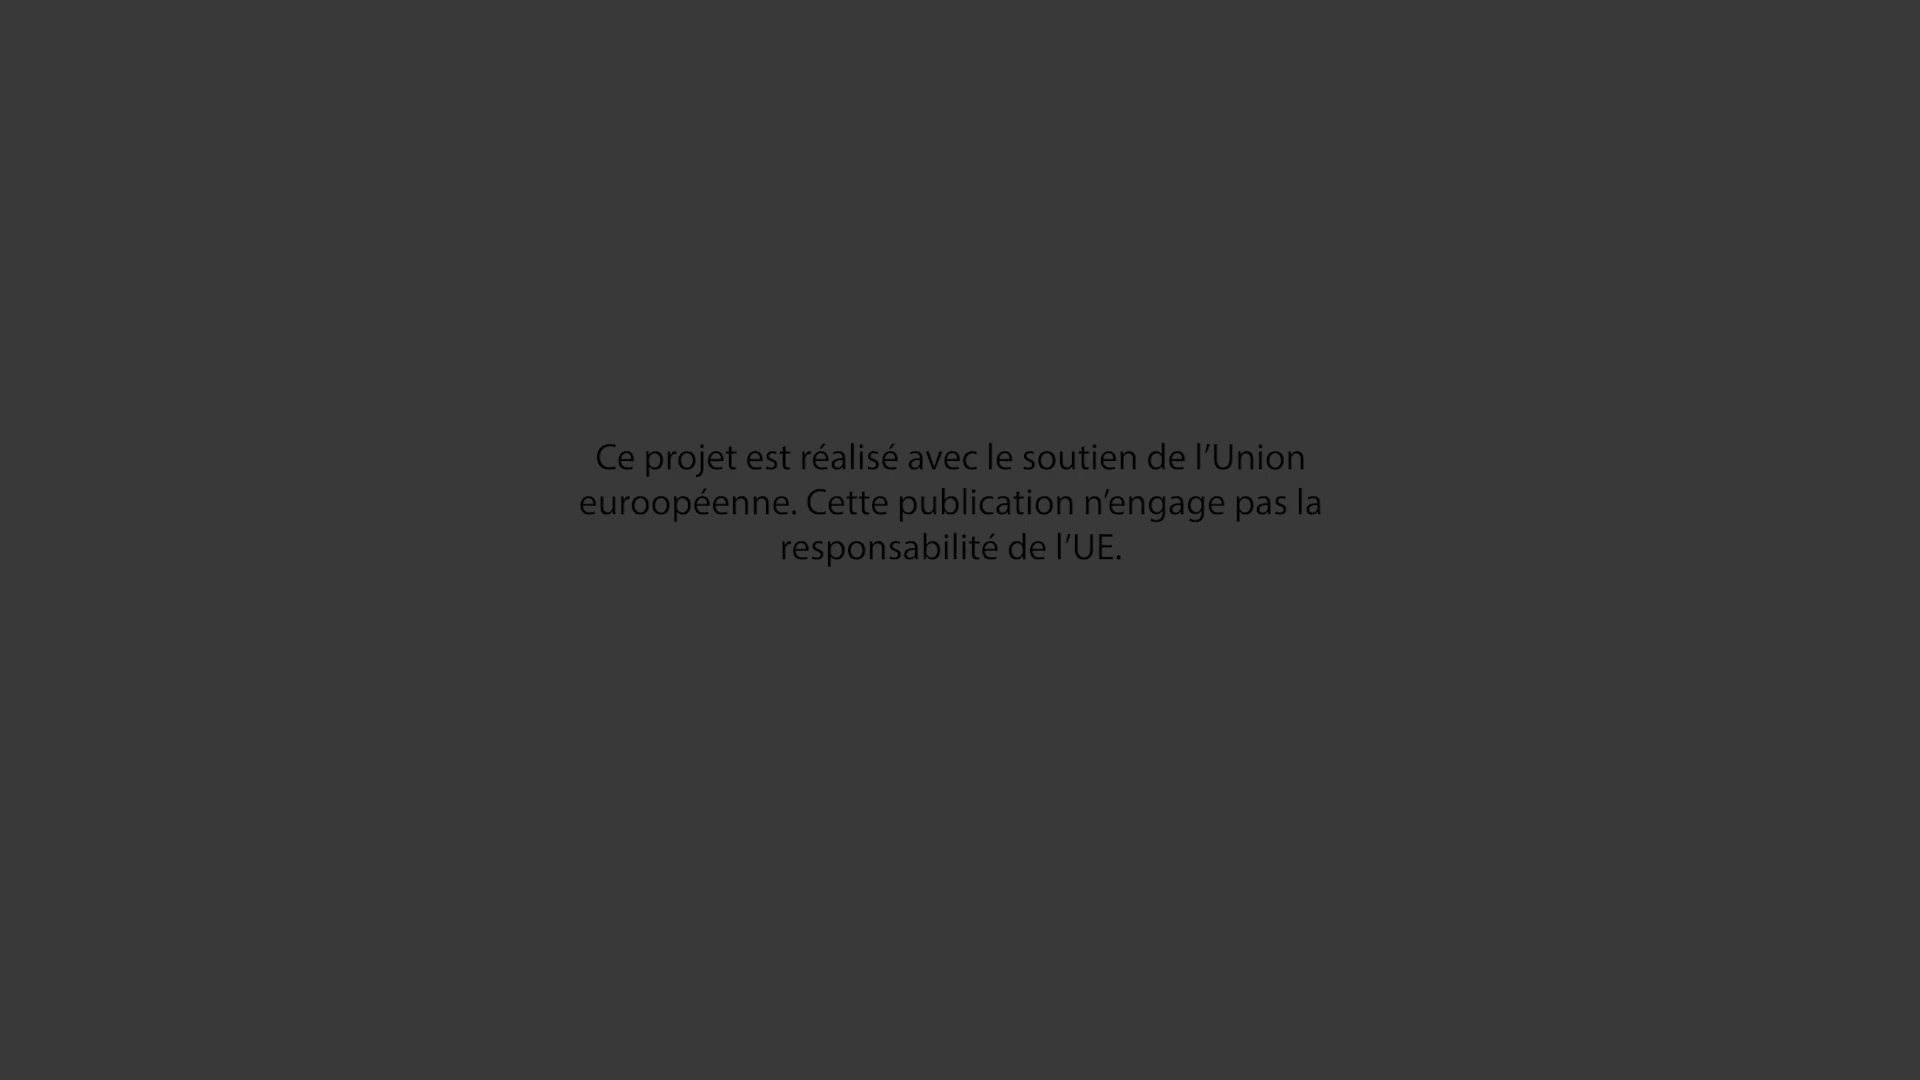 Ce projet est réalisé avec le soutien de l’Union
euroopéenne. Cette publication n’engage pas la
responsabilité de l’UE.